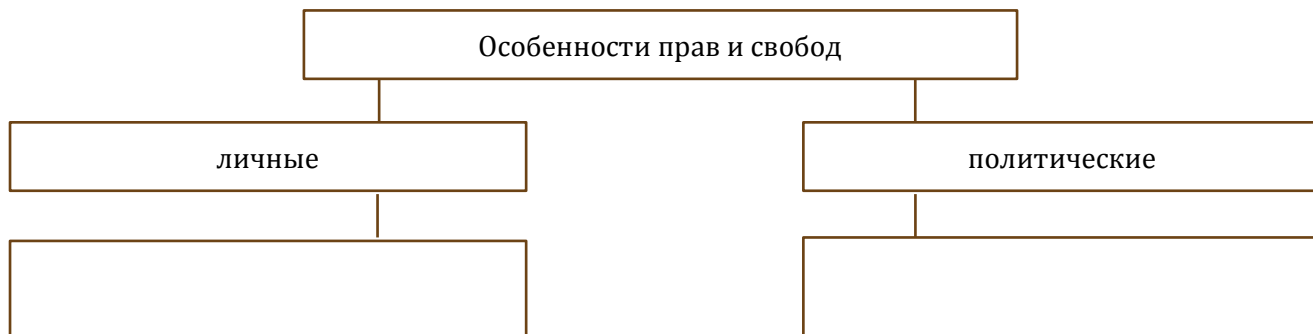 Особенности прав и свобод
личные
политические